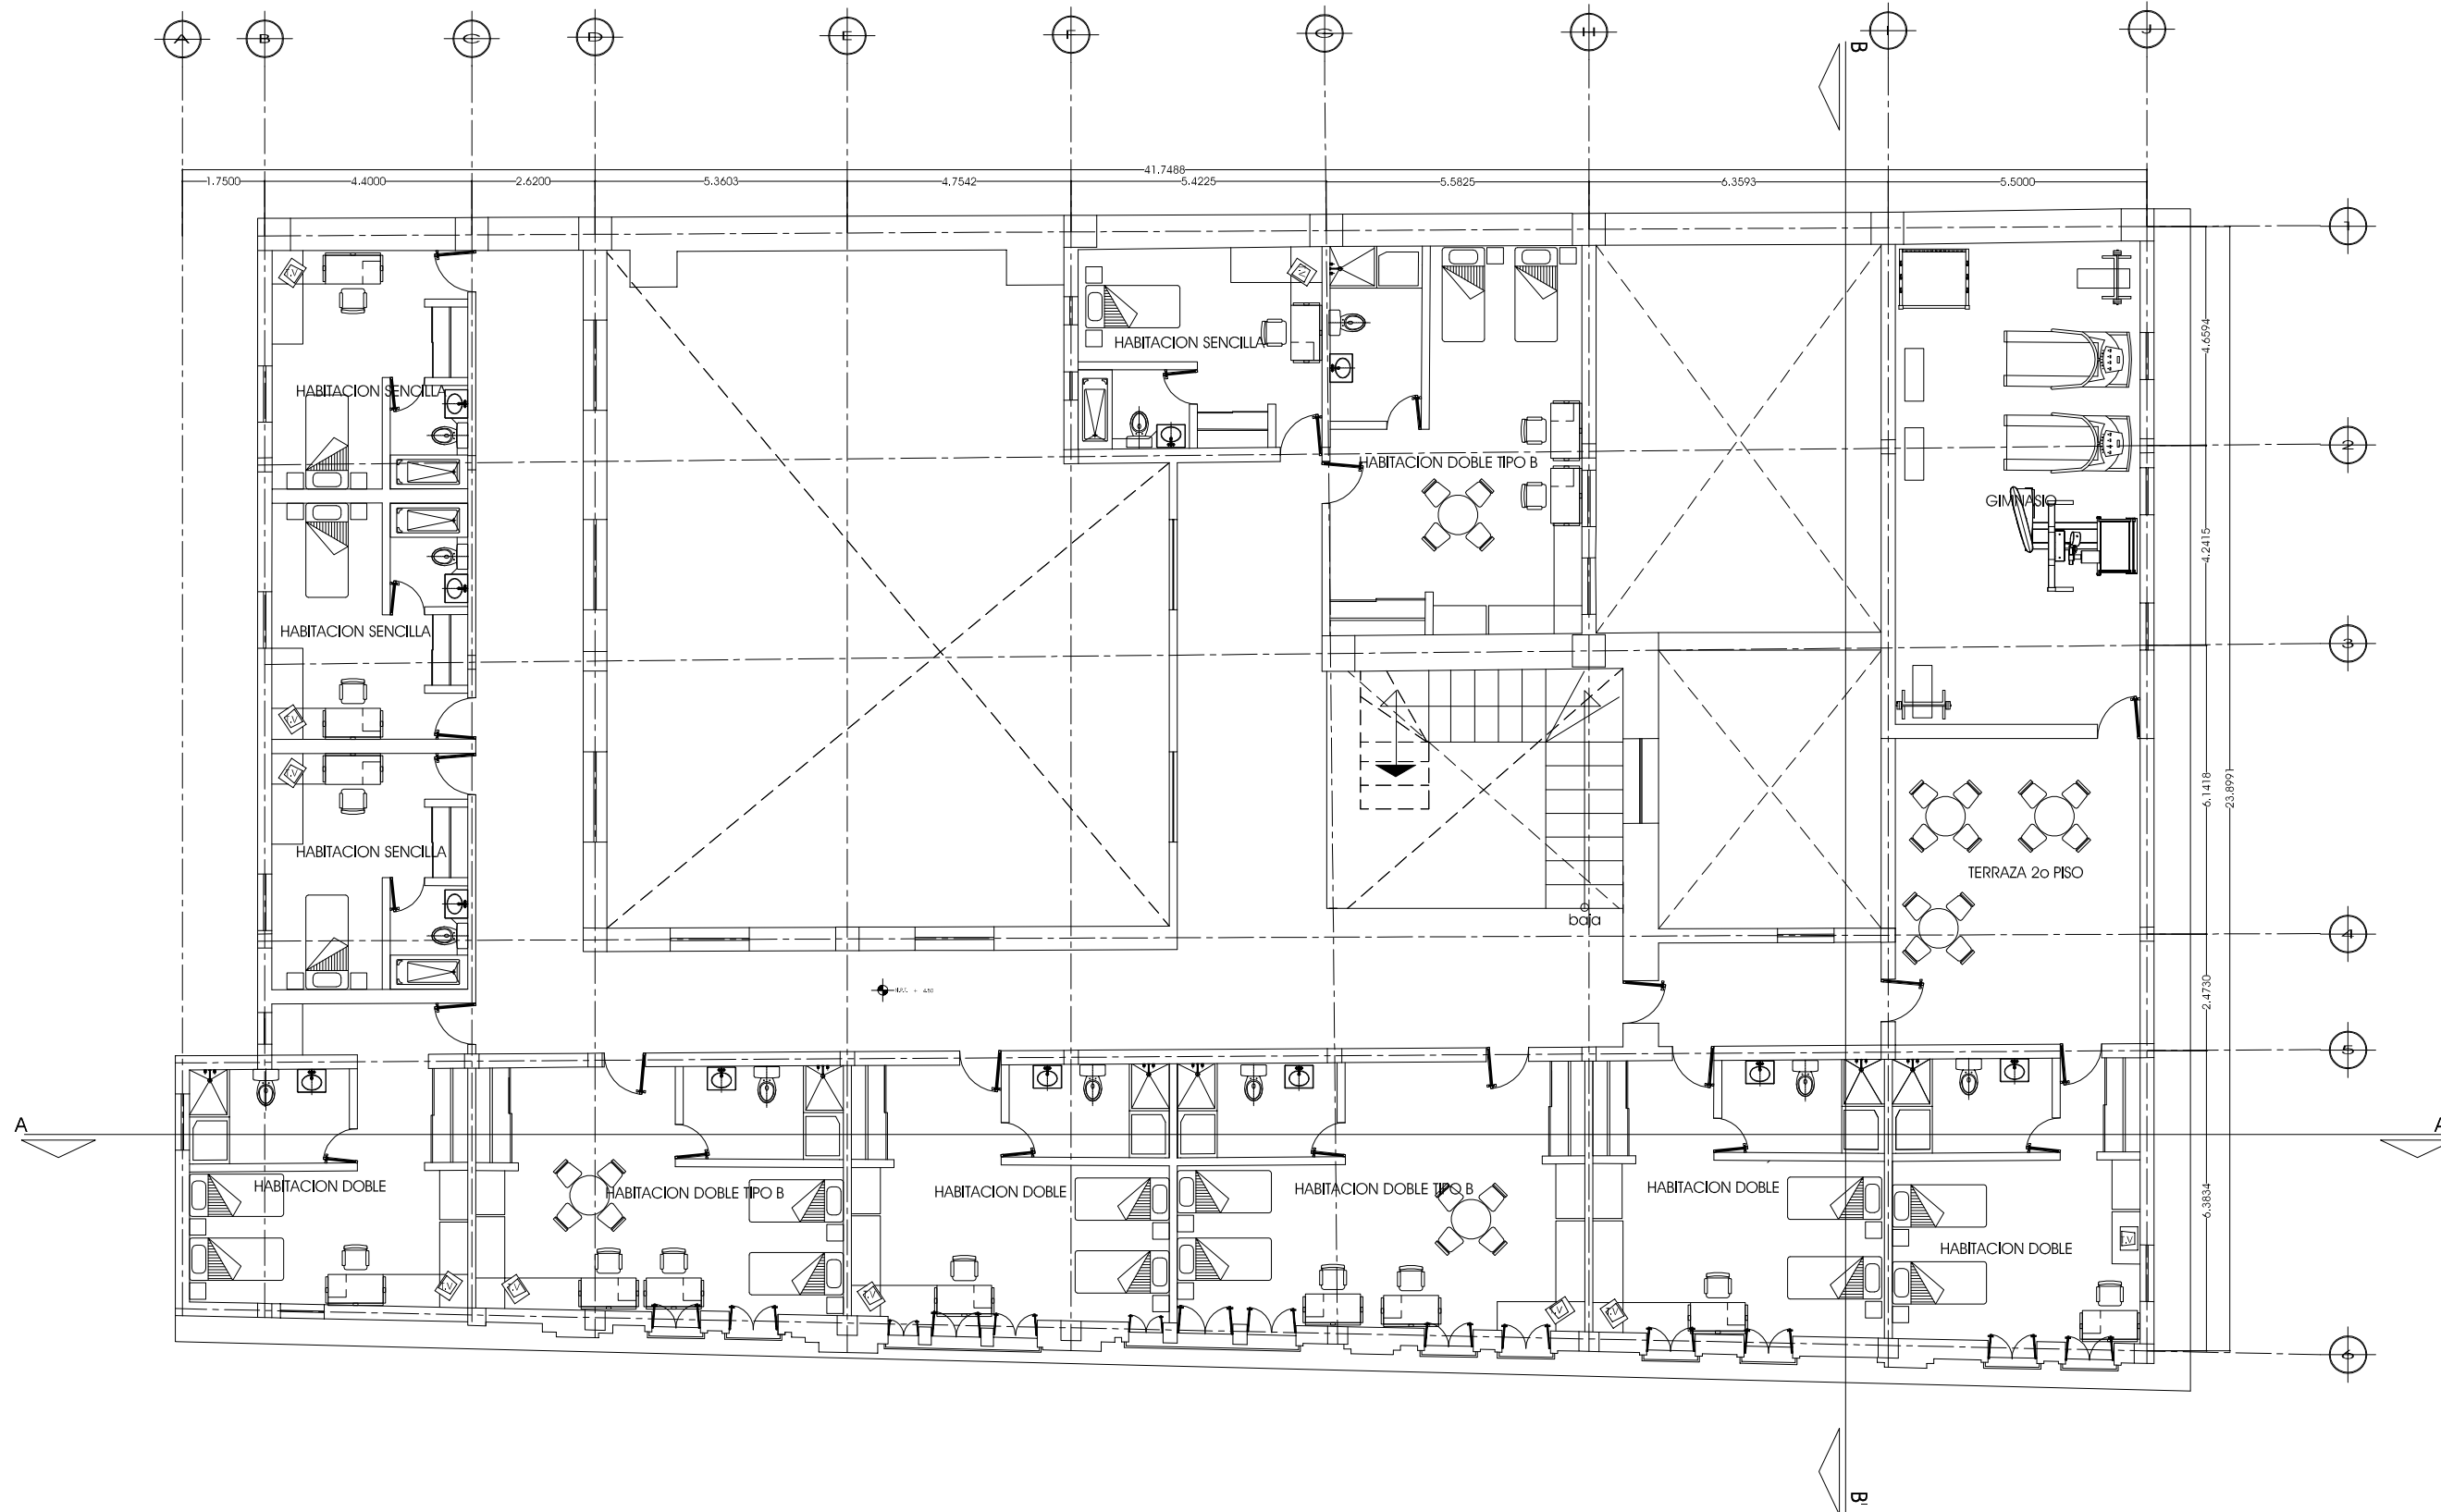 A B C D E F G H I J
B
41.7488
1.7500 4.4000 2.6200 5.3603 4.7542 5.4225 5.5825 6.3593 5.5000
1
4.6594
HABITACION SENCILLA
HABITACION SENCILLA
2
HABITACION DOBLE TIPO B
GIMNASIO
4.2415
HABITACION SENCILLA
3
T.V
T.V
T.V
T.V
6.1418
23.8991
HABITACION SENCILLA
TERRAZA 2o PISO
baja
4
2.4730
5
A
HABITACION DOBLE
HABITACION DOBLE TIPO B
HABITACION DOBLE
HABITACION DOBLE TIPO B
HABITACION DOBLE
6.3834
T.V
HABITACION DOBLE
T.V
T.V
T.V
T.V
T.V
6
B'